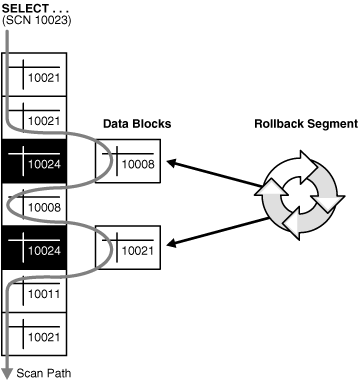 SELECT . . .
(SCN 10023)
10021
10021
Data Blocks
Rollback Segment
10024
10008
10008
10024
10021
10011
10021
Scan Path